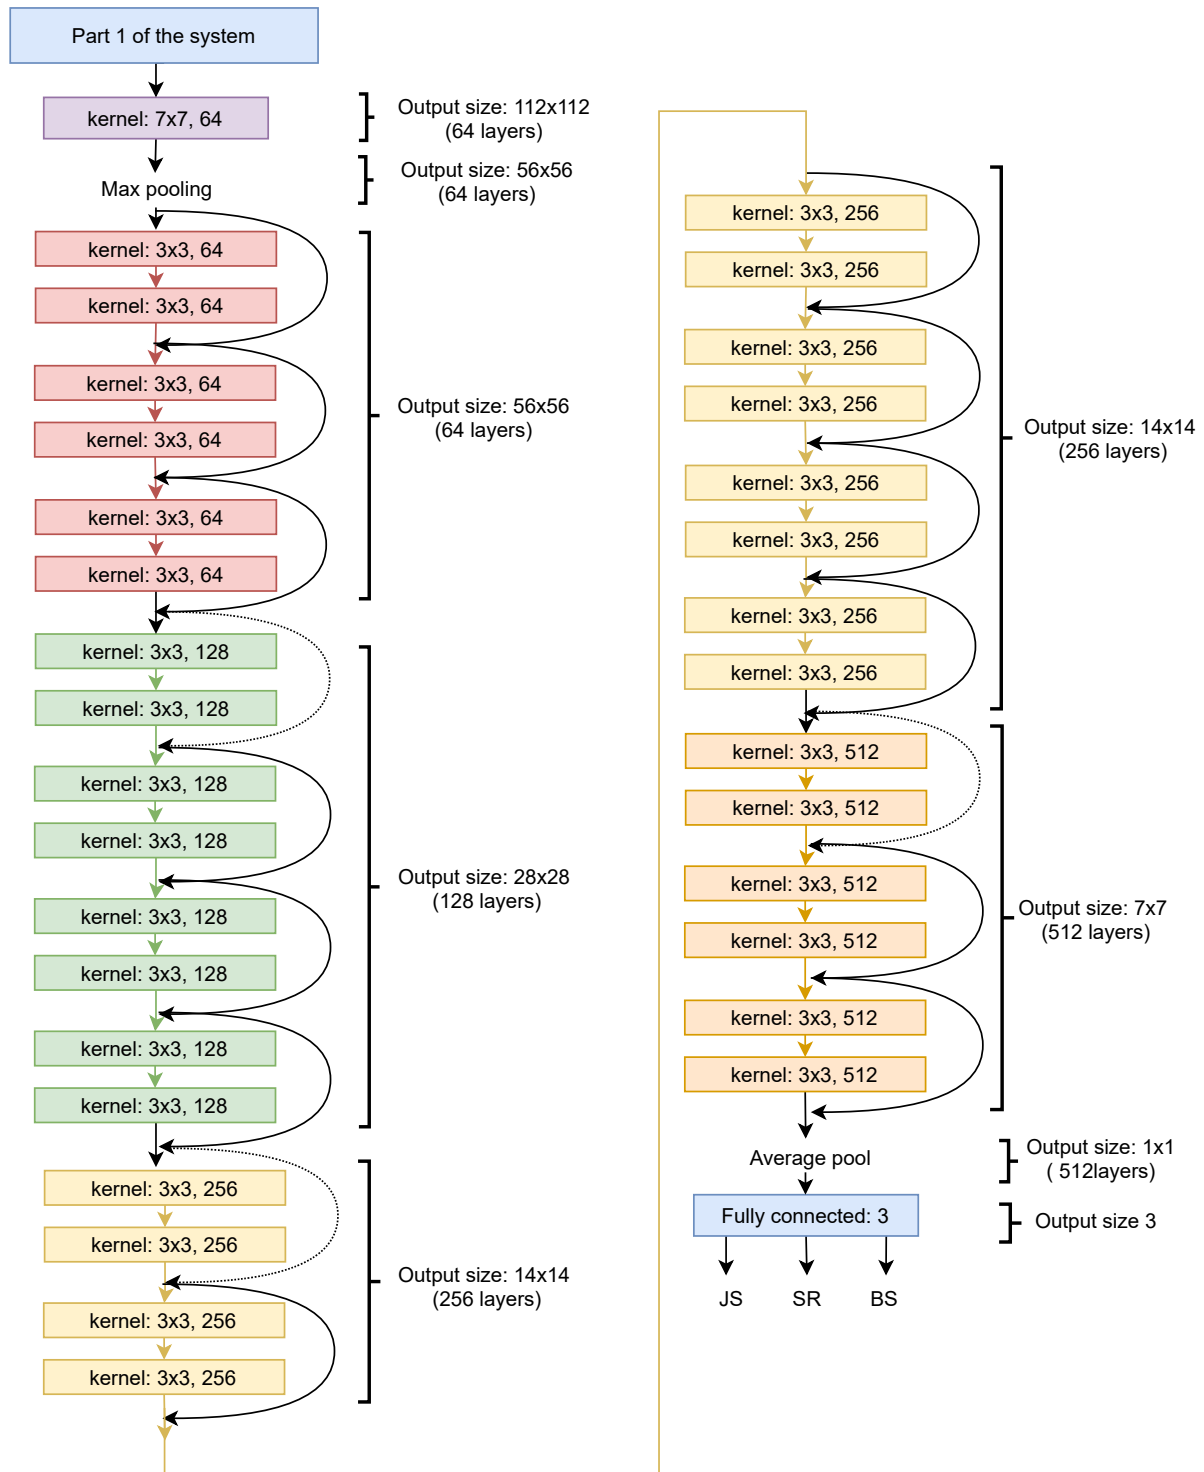 Part 1 of the system
kernel: 7x7, 64
Output size: 112x112
(64 layers)
Max pooling
Output size: 56x56
(64 layers)
kernel: 3x3, 64
kernel: 3x3, 64
kernel: 3x3, 64
kernel: 3x3, 64
kernel: 3x3, 64
kernel: 3x3, 64
Output size: 56x56
(64 layers)
kernel: 3x3, 128
kernel: 3x3, 128
kernel: 3x3, 128
kernel: 3x3, 128
kernel: 3x3, 128
kernel: 3x3, 128
kernel: 3x3, 128
kernel: 3x3, 128
Output size: 28x28
(128 layers)
kernel: 3x3, 256
kernel: 3x3, 256
kernel: 3x3, 256
kernel: 3x3, 256
Output size: 14x14
(256 layers)
kernel: 3x3, 256
kernel: 3x3, 256
kernel: 3x3, 256
kernel: 3x3, 256
kernel: 3x3, 256
kernel: 3x3, 256
kernel: 3x3, 256
kernel: 3x3, 256
Output size: 14x14
(256 layers)
kernel: 3x3, 512
kernel: 3x3, 512
kernel: 3x3, 512
kernel: 3x3, 512
kernel: 3x3, 512
kernel: 3x3, 512
Output size: 7x7
(512 layers)
Average pool
Output size: 1x1
( 512layers)
Fully connected: 3
Output size 3
JS
SR
BS